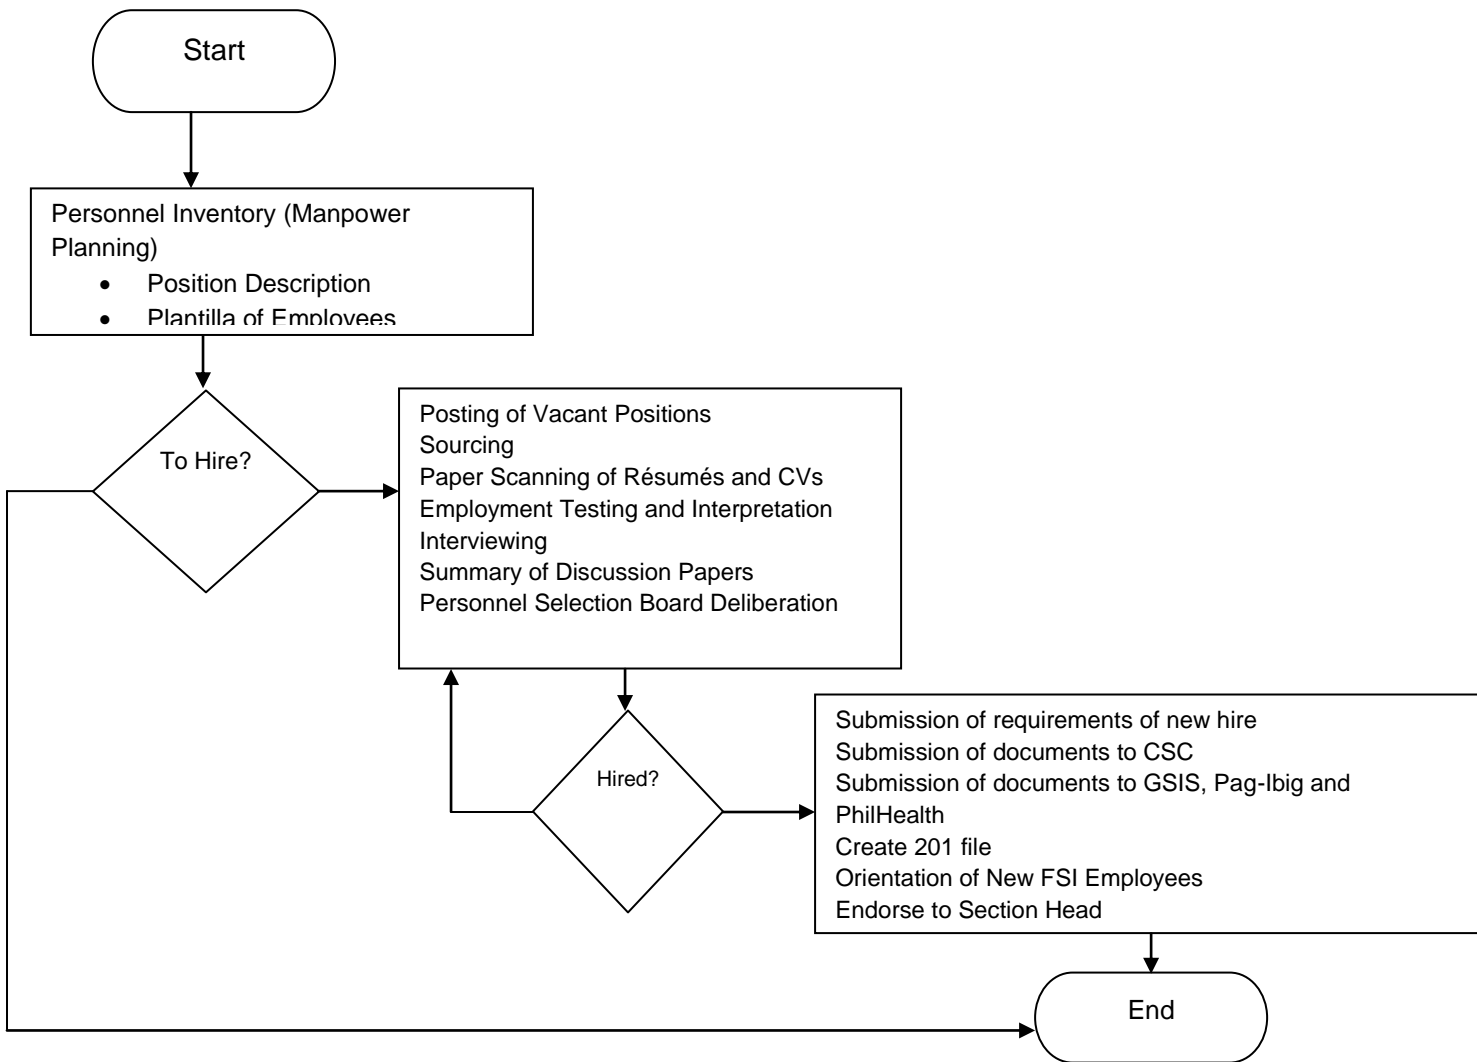 Start
Personnel Inventory (Manpower
Planning)
• Position Description
• Plantilla of Employees
To Hire?
Posting of Vacant Positions
Sourcing
Paper Scanning of Résumés and CVs
Employment Testing and Interpretation
Interviewing
Summary of Discussion Papers
Personnel Selection Board Deliberation
Hired?
Submission of requirements of new hire
Submission of documents to CSC
Submission of documents to GSIS, Pag-Ibig and
PhilHealth
Create 201 file
Orientation of New FSI Employees
Endorse to Section Head
End